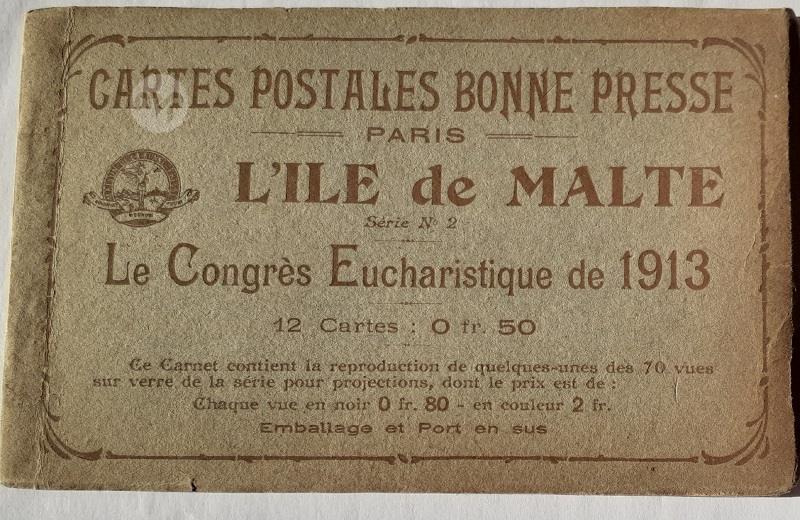 CARTES POSTALES BONNE PRESSE
PARIS
L'ILE de MALTE
Série Nº 2
Le Congrès Eucharistique de 1913
12 Cartes : 0 fr. 50
Ce Carnet contient la reproduction de quelques-unes des 70 vues
sur verre de la série pour projections, dont le prix est de :
Chaque vue en noir 0 fr. 80 - en couleur 2 fr.
Emballage et Port en sus